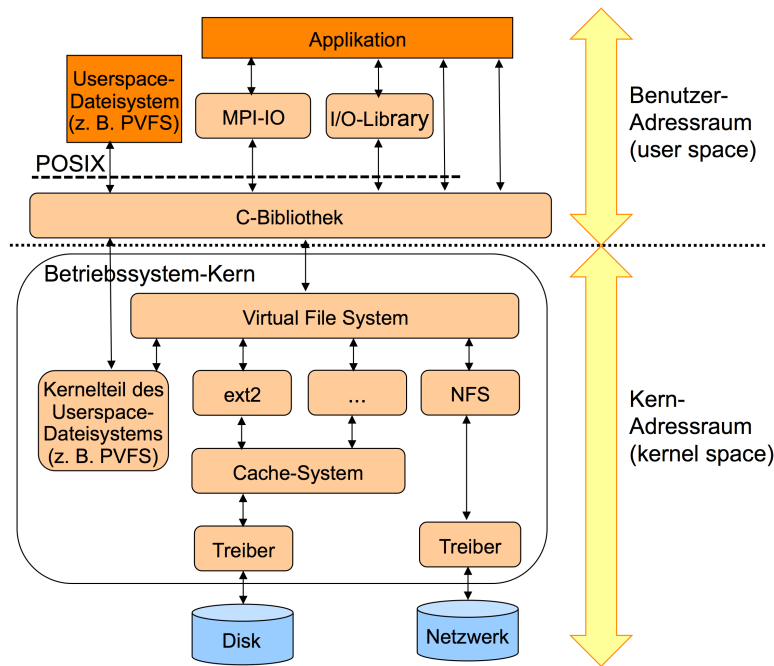 Applikation
Userspace-
Dateisystem
(z. B. PVFS)
MPI-IO
I/O-Library
Benutzer-
Adressraum
(user space)
POSIX
C-Bibliothek
Betriebssystem-Kern
Virtual File System
Kernelteil des
Userspace-
Dateisystems
(z. B. PVFS)
ext2
...
NFS
Kern-
Adressraum
(kernel space)
Cache-System
Treiber
Treiber
Disk
Netzwerk